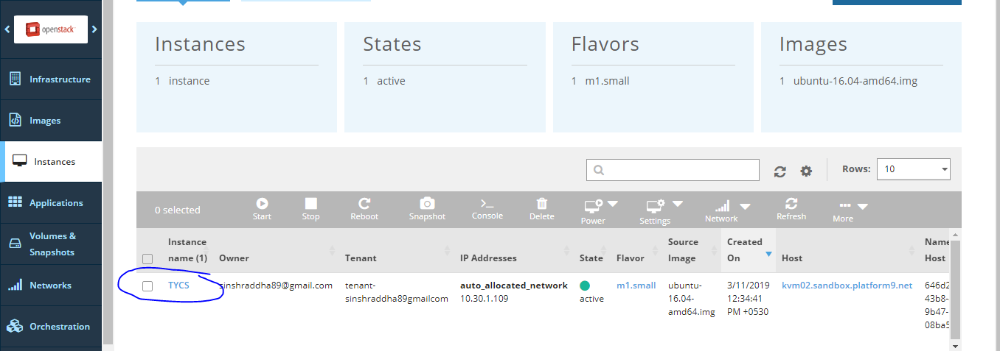 openstack
Infrastructure
Images
Instances
Applications
Volumes &
Snapshots
Networks
Orchestration
Instances
1 instance
States
1 active
Flavors
1 m1.small
Images
1 ubuntu-16.04-amd64.img
Rows: 10
0 selected
Start
Stop
Reboot
Snapshot
Console
Delete
Power
Settings
Network
Refresh
More
Instance
name (1)
Owner
Tenant
IP Addresses
State
Flavor
Source
Image
Created
On
Host
Name
Host
TYCS
sinshraddha89@gmail.com
tenant-
sinshraddha89gmailcom
auto_allocated_network
10.30.1.109
active
m1.small
ubuntu-
16.04-
amd64.img
3/11/2019
12:34:41
PM +0530
kvm02.sandbox.platform9.net
646d2
43b8-
9b47-
08ba5